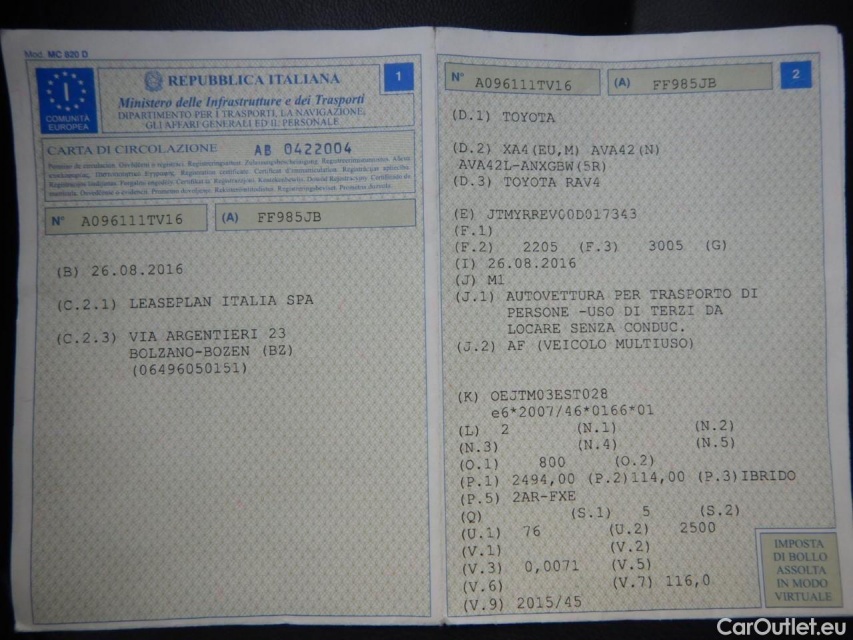 Mod. MC 820 D
I
COMUNITÀ
EUROPEA
REPUBBLICA ITALIANA
1
Ministero delle Infrastrutture e dei Trasporti
DIPARTIMENTO PER I TRASPORTI, LA NAVIGAZIONE,
GLI AFFARI GENERALI ED IL PERSONALE
CARTA DI CIRCOLAZIONE AB 0422004
N° A096111TV16 (A) FF985JB
(B) 26.08.2016
(C.2.1) LEASEPLAN ITALIA SPA
(C.2.3) VIA ARGENTIERI 23
BOLZANO-BOZEN (BZ)
(06496050151)
N° A096111TV16 (A) FF985JB 2
(D.1) TOYOTA
(D.2) XA4(EU,M) AVA42(N)
AVA42L-ANXGBW(5R)
(D.3) TOYOTA RAV4
(E) JTMYRREV00D017343
(F.1)
(F.2) 2205 (F.3) 3005 (G)
(I) 26.08.2016
(J) M1
(J.1) AUTOVETTURA PER TRASPORTO DI
PERSONE -USO DI TERZI DA
LOCARE SENZA CONDUC.
(J.2) AF (VEICOLO MULTIUSO)
(K) OEJTM03EST028
e6*2007/46*0166*01
(L) 2 (N.1) (N.2)
(N.3) (N.4) (N.5)
(O.1) 800 (O.2)
(P.1) 2494,00 (P.2)114,00 (P.3)IBRIDO
(P.5) 2AR-FXE
(Q) (S.1) 5 (S.2)
(U.1) 76 (U.2) 2500
(V.1) (V.2)
(V.3) 0,0071 (V.5)
(V.6) (V.7) 116,0
(V.9) 2015/45
IMPOSTA
DI BOLLO
ASSOLTA
IN MODO
VIRTUALE
CarOutlet.eu